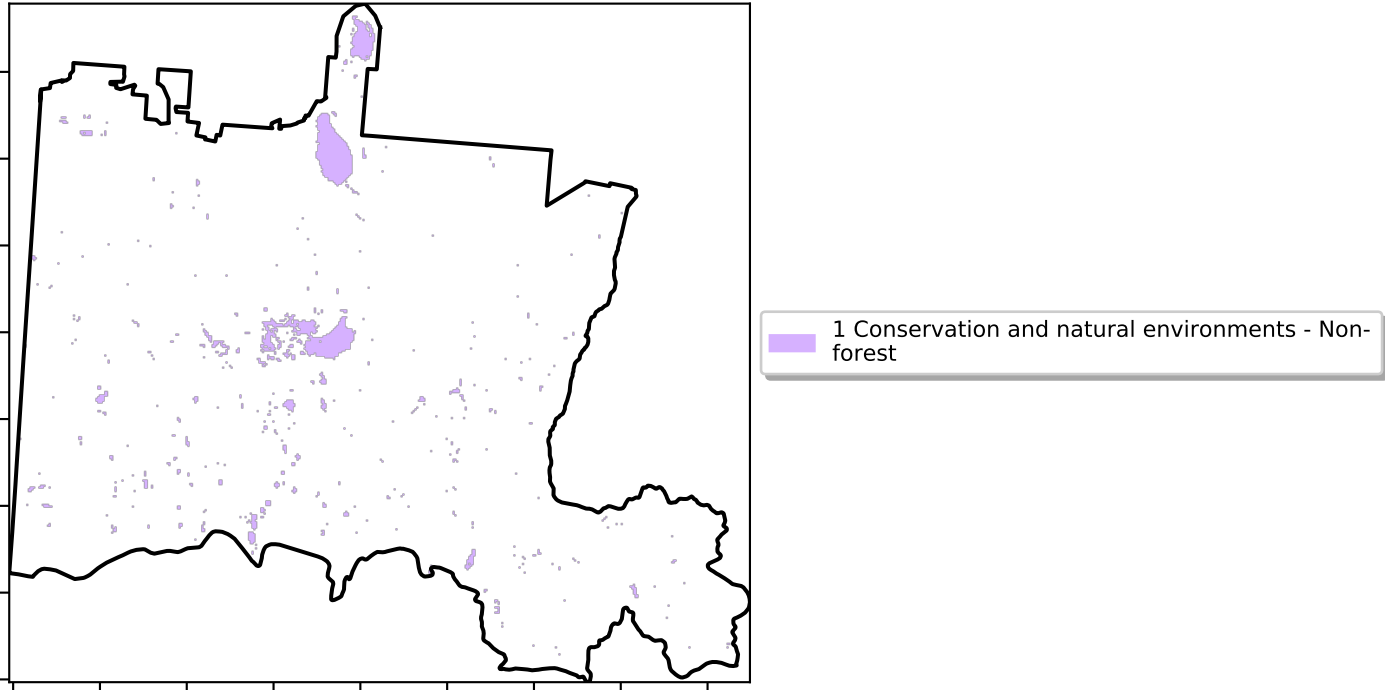 1 Conservation and natural environments - Non-
forest